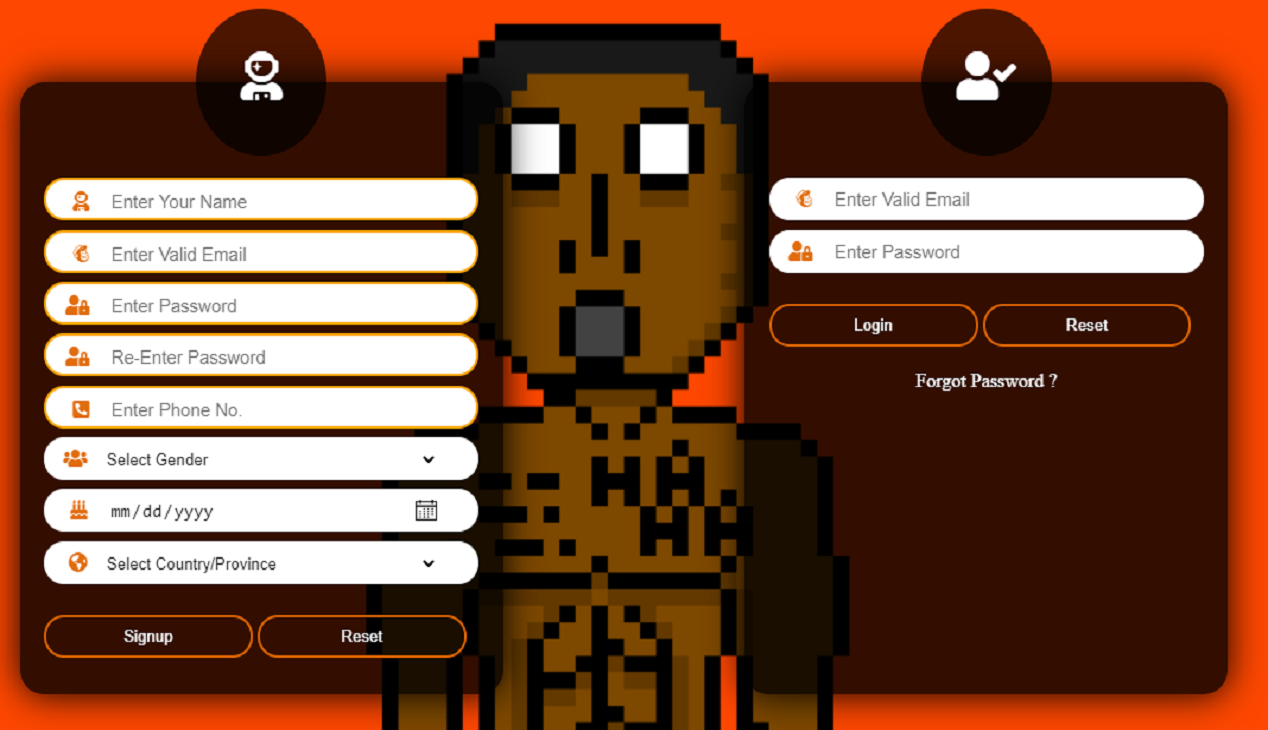 Enter Your Name
Enter Valid Email
Enter Password
Re-Enter Password
Enter Phone No.
Select Gender
mm/dd/yyyy
Select Country/Province
Signup
Reset
Enter Valid Email
Enter Password
Login
Reset
Forgot Password ?
HA
HH